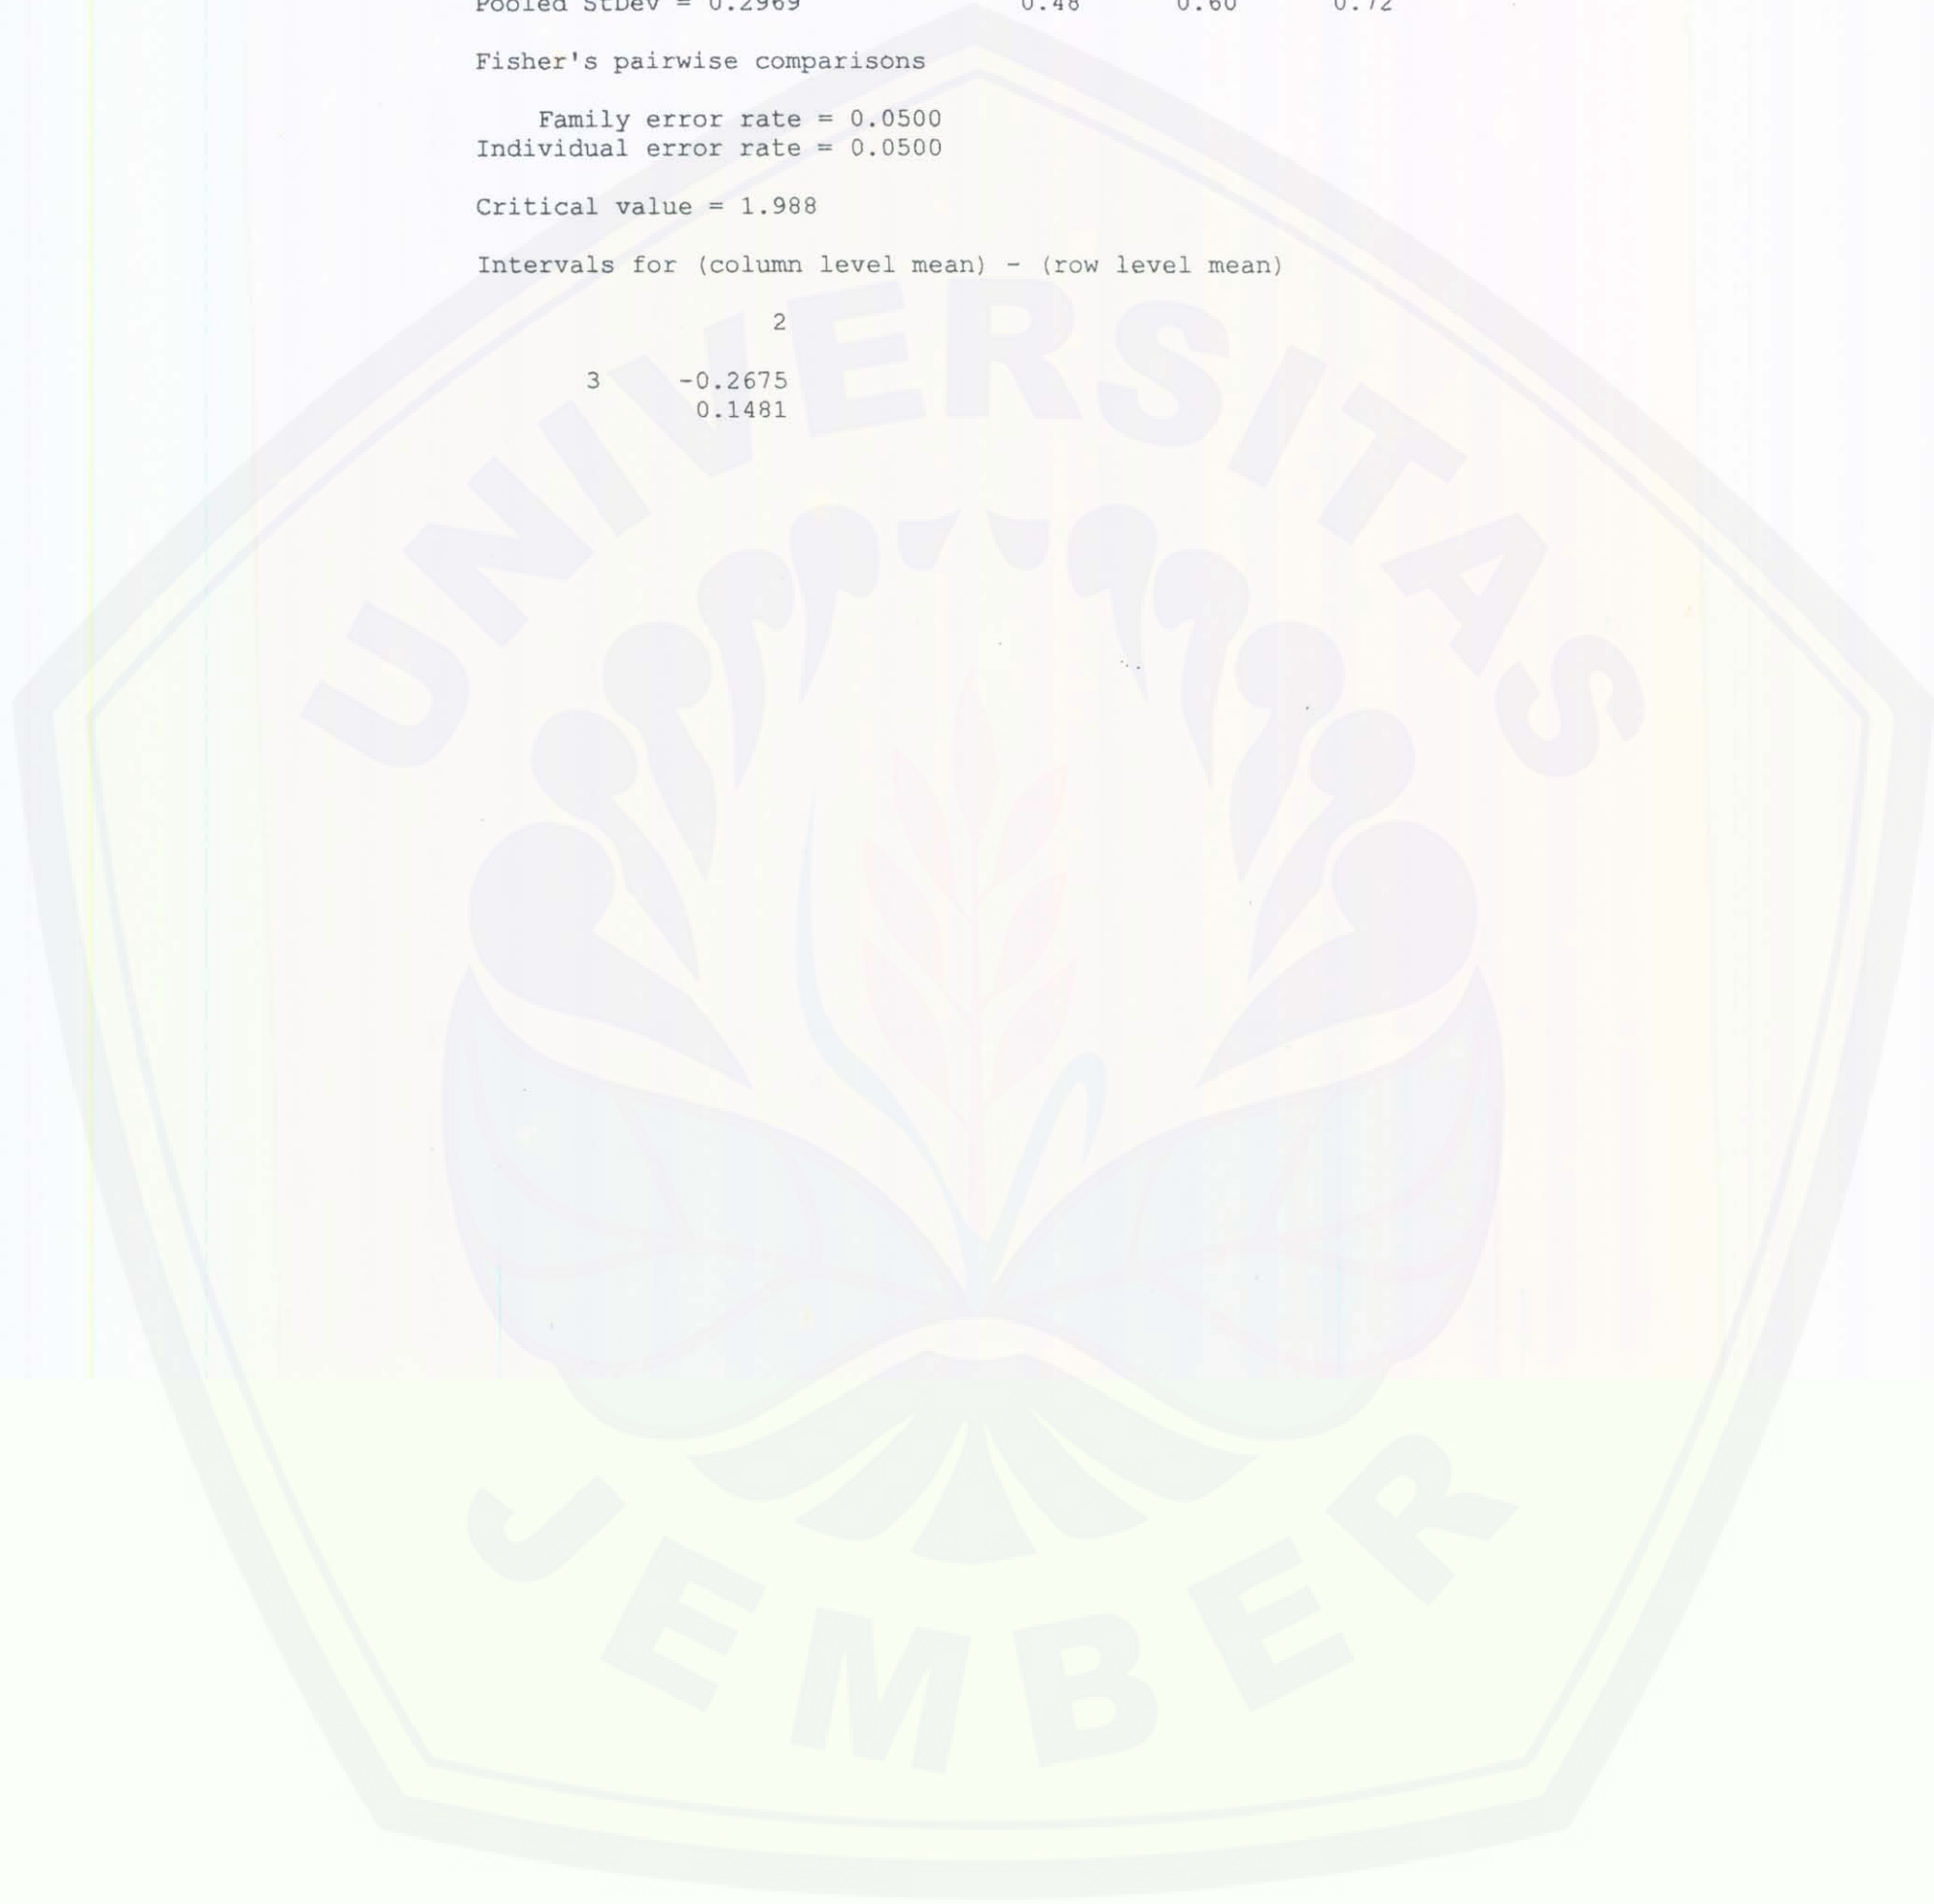 Pooled StDev = 0.2969 0.48 0.60 0.72
Fisher's pairwise comparisons
Family error rate = 0.0500
Individual error rate = 0.0500
Critical value = 1.988
Intervals for (column level mean) - (row level mean)
2
3 -0.2675
0.1481
UNIVERSITAS
JEMBER